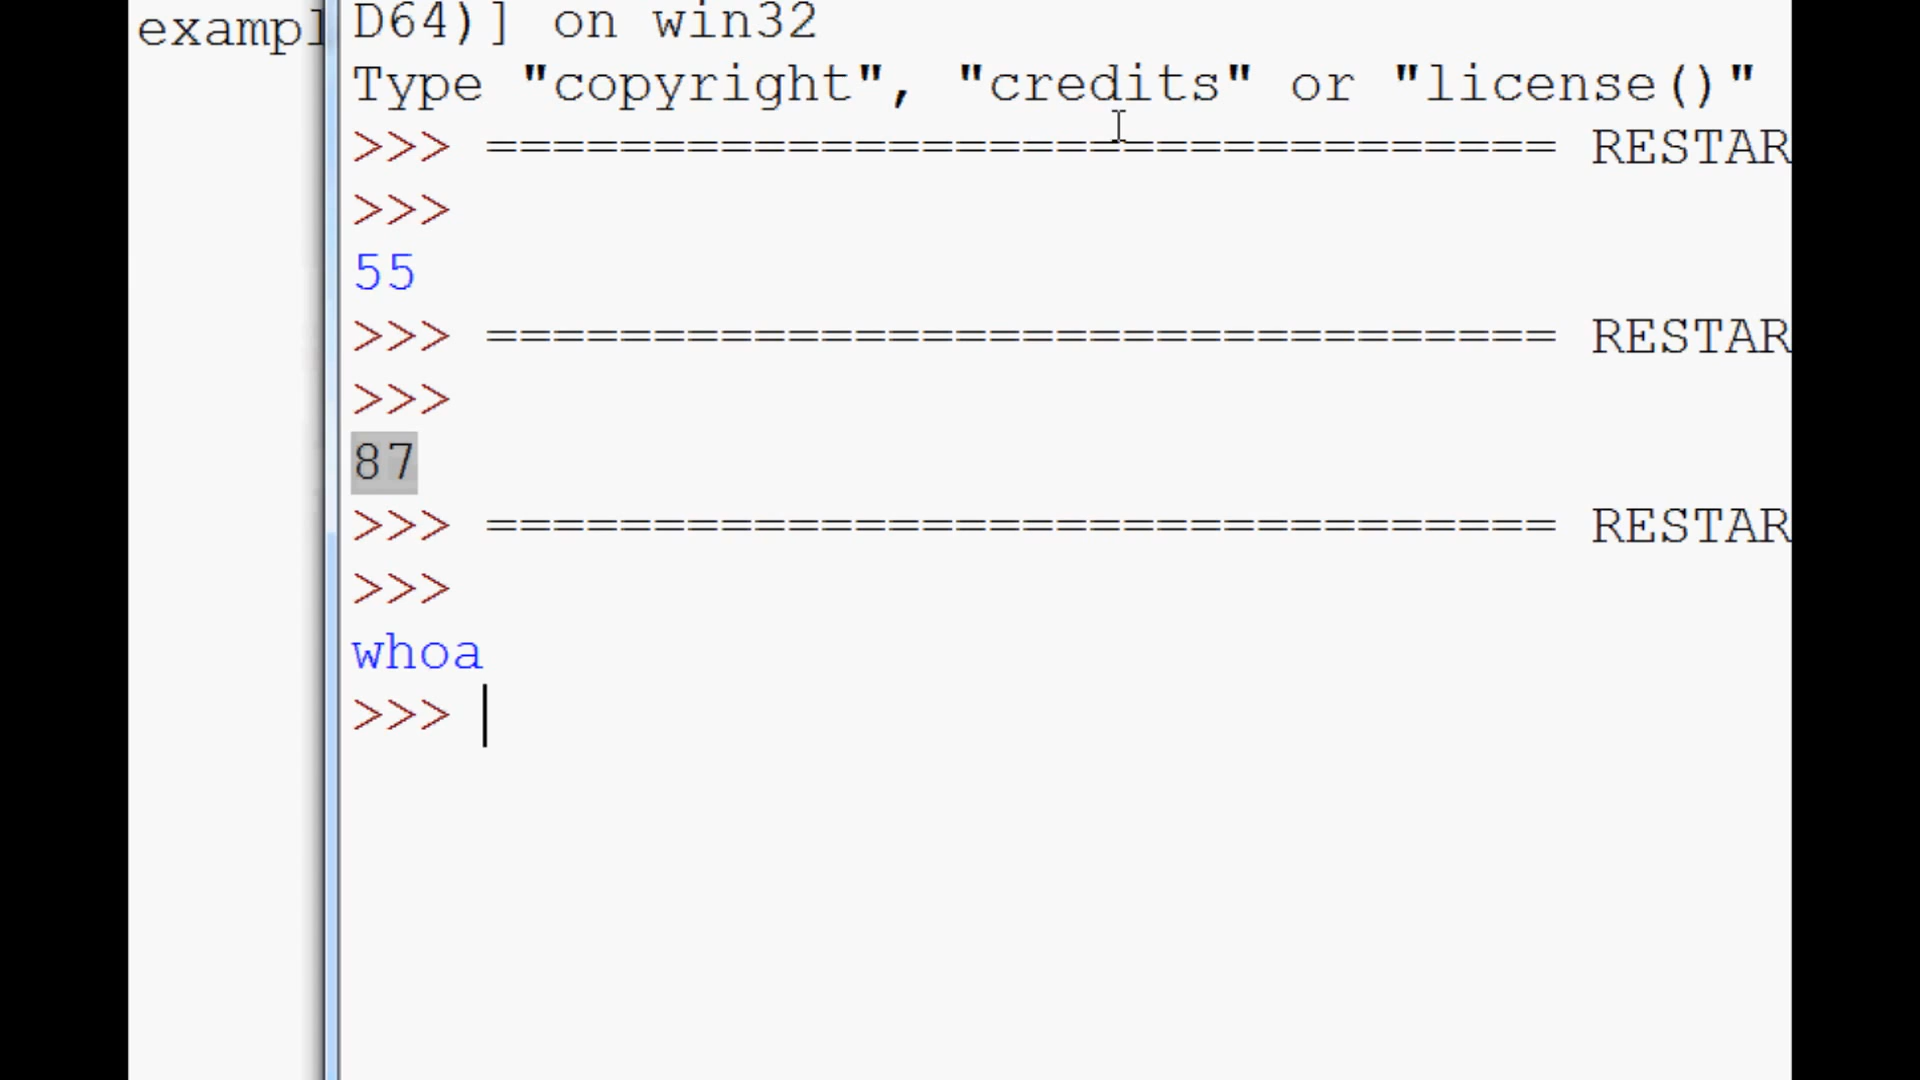 exampl
D64)] on win32
Type "copyright", "credits" or "license()"
>>> ================================ RESTAR
>>>
55
>>> ================================ RESTAR
>>>
87
>>> ================================ RESTAR
>>>
whoa
>>>